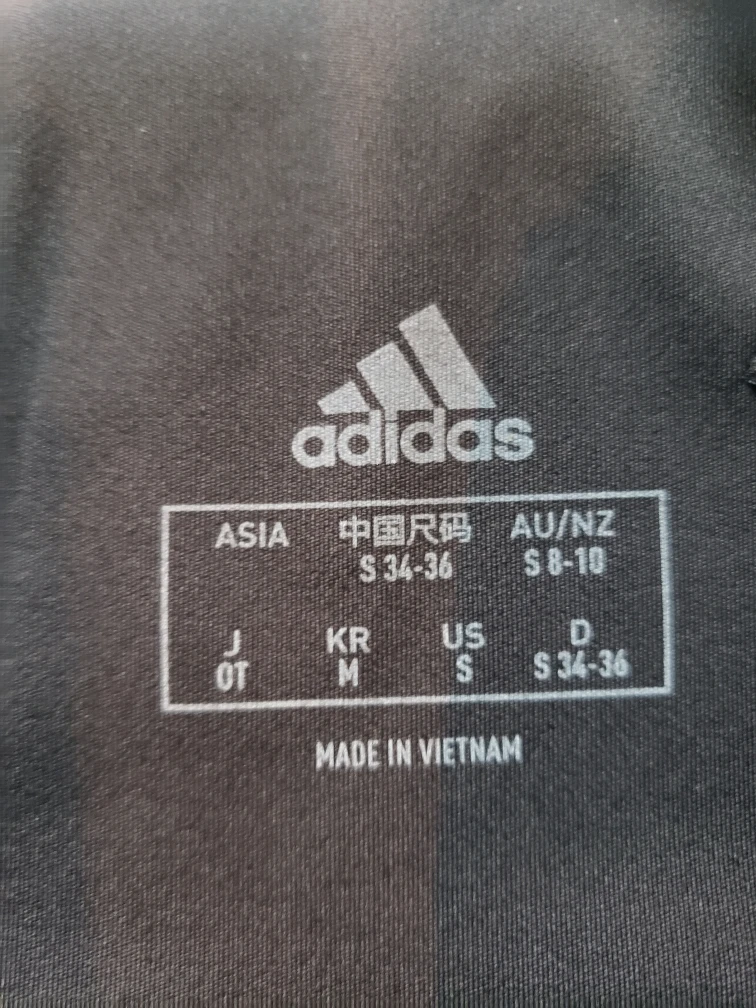 adidas
ASIA 中国尺码 AU/NZ
S 34-36 S 8-10
J KR US D
OT M S S 34-36
MADE IN VIETNAM